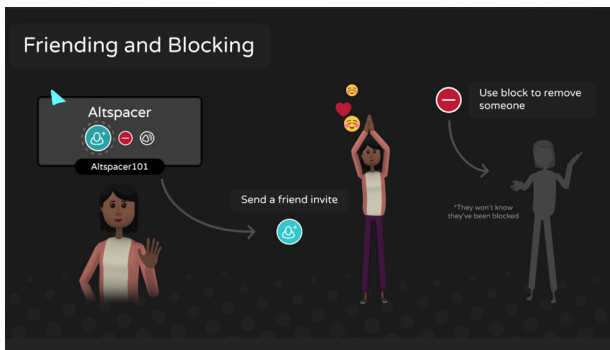 Friending and Blocking
Altspacer
Altspacer101
Send a friend invite
Use block to remove
someone
*They won't know
they've been blocked